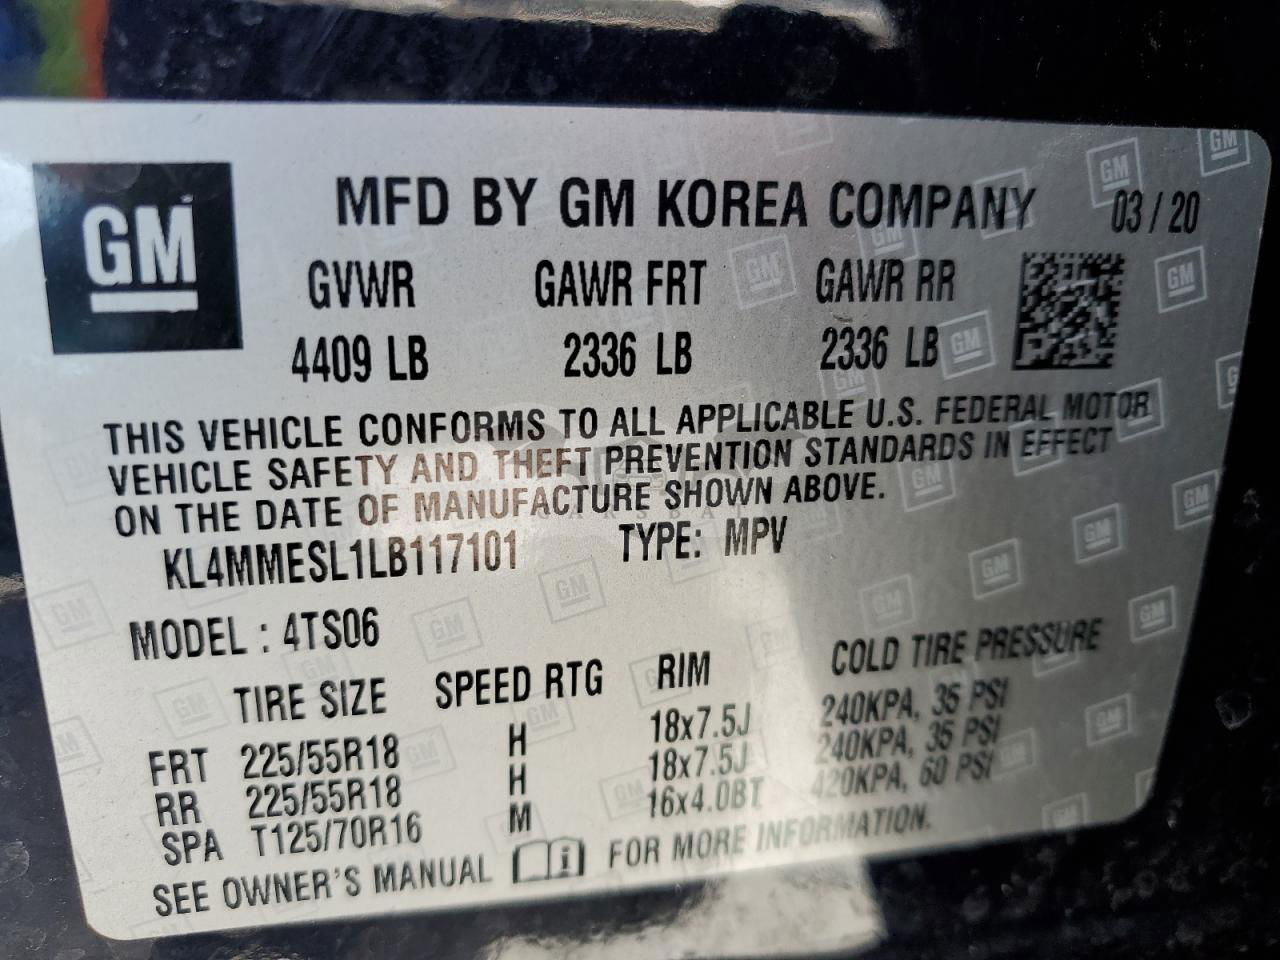 GM MFD BY GM KOREA COMPANY 03/20
GVWR GAWR FRT GAWR RR
4409 LB 2336 LB 2336 LB
THIS VEHICLE CONFORMS TO ALL APPLICABLE U.S. FEDERAL MOTOR
VEHICLE SAFETY AND THEFT PREVENTION STANDARDS IN EFFECT
ON THE DATE OF MANUFACTURE SHOWN ABOVE.
KL4MMESL1LB117101 TYPE: MPV
MODEL : 4TS06
TIRE SIZE SPEED RTG RIM COLD TIRE PRESSURE
FRT 225/55R18 H 18x7.5J 240KPA, 35 PSI
RR 225/55R18 H 18x7.5J 240KPA, 35 PSI
SPA T125/70R16 M 16x4.0BT 420KPA, 60 PSI
SEE OWNER'S MANUAL FOR MORE INFORMATION.